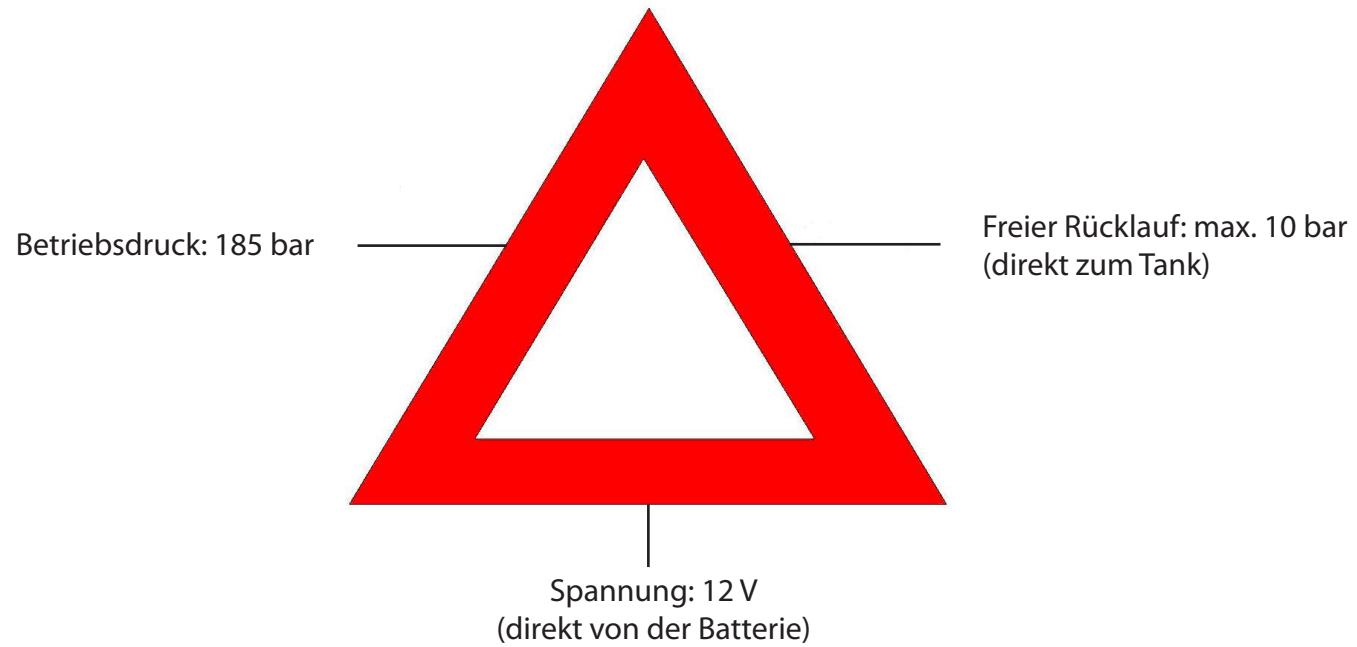 Betriebsdruck: 185 bar
Freier Rücklauf: max. 10 bar
(direkt zum Tank)
Spannung: 12 V
(direkt von der Batterie)